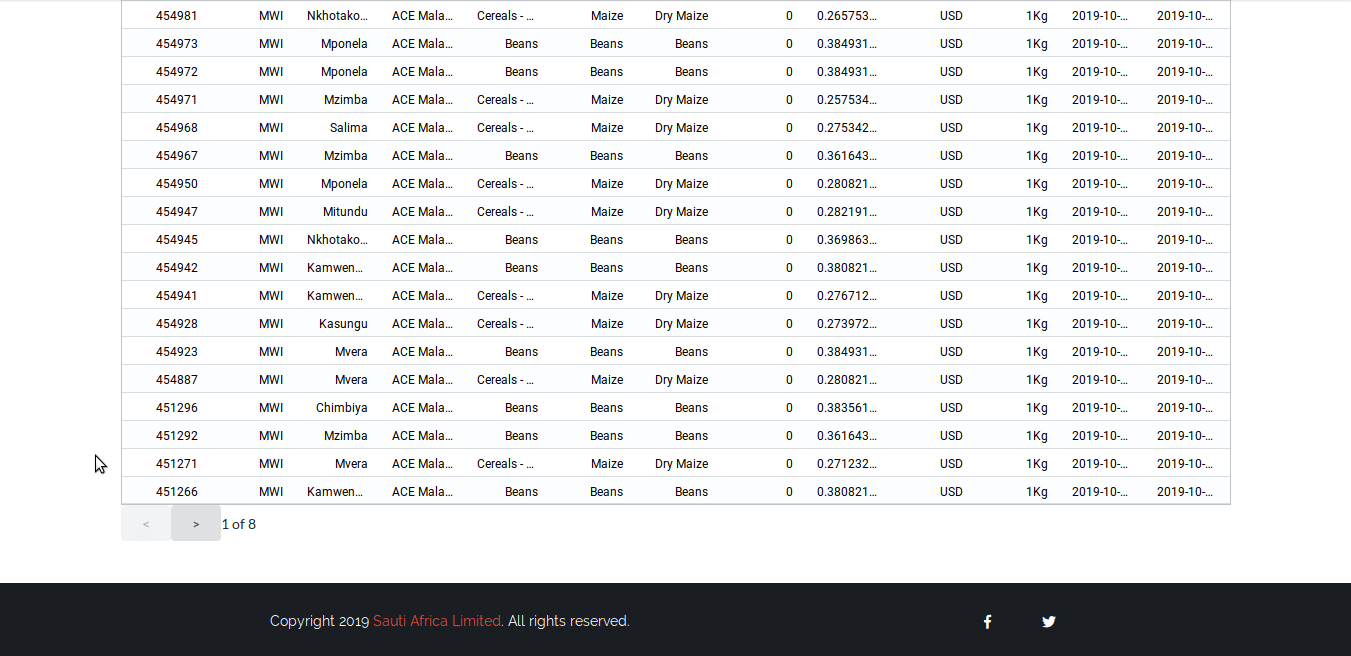 454981 MWI Nkhotako... ACE Mala... Cereals - ... Maize Dry Maize 0 0.265753... USD 1Kg 2019-10-... 2019-10-...
454973 MWI Mponela ACE Mala... Beans Beans Beans 0 0.384931... USD 1Kg 2019-10-... 2019-10-...
454972 MWI Mponela ACE Mala... Beans Beans Beans 0 0.384931... USD 1Kg 2019-10-... 2019-10-...
454971 MWI Mzimba ACE Mala... Cereals - ... Maize Dry Maize 0 0.257534... USD 1Kg 2019-10-... 2019-10-...
454968 MWI Salima ACE Mala... Cereals - ... Maize Dry Maize 0 0.275342... USD 1Kg 2019-10-... 2019-10-...
454967 MWI Mzimba ACE Mala... Beans Beans Beans 0 0.361643... USD 1Kg 2019-10-... 2019-10-...
454950 MWI Mponela ACE Mala... Cereals - ... Maize Dry Maize 0 0.280821... USD 1Kg 2019-10-... 2019-10-...
454947 MWI Mitundu ACE Mala... Cereals - ... Maize Dry Maize 0 0.282191... USD 1Kg 2019-10-... 2019-10-...
454945 MWI Nkhotako... ACE Mala... Beans Beans Beans 0 0.369863... USD 1Kg 2019-10-... 2019-10-...
454942 MWI Kamwen... ACE Mala... Beans Beans Beans 0 0.380821... USD 1Kg 2019-10-... 2019-10-...
454941 MWI Kamwen... ACE Mala... Cereals - ... Maize Dry Maize 0 0.276712... USD 1Kg 2019-10-... 2019-10-...
454928 MWI Kasungu ACE Mala... Cereals - ... Maize Dry Maize 0 0.273972... USD 1Kg 2019-10-... 2019-10-...
454923 MWI Mvera ACE Mala... Beans Beans Beans 0 0.384931... USD 1Kg 2019-10-... 2019-10-...
454887 MWI Mvera ACE Mala... Cereals - ... Maize Dry Maize 0 0.280821... USD 1Kg 2019-10-... 2019-10-...
451296 MWI Chimbiya ACE Mala... Beans Beans Beans 0 0.383561... USD 1Kg 2019-10-... 2019-10-...
451292 MWI Mzimba ACE Mala... Beans Beans Beans 0 0.361643... USD 1Kg 2019-10-... 2019-10-...
451271 MWI Mvera ACE Mala... Cereals - ... Maize Dry Maize 0 0.271232... USD 1Kg 2019-10-... 2019-10-...
451266 MWI Kamwen... ACE Mala... Beans Beans Beans 0 0.380821... USD 1Kg 2019-10-... 2019-10-...
< > 1 of 8
Copyright 2019 Sauti Africa Limited. All rights reserved.